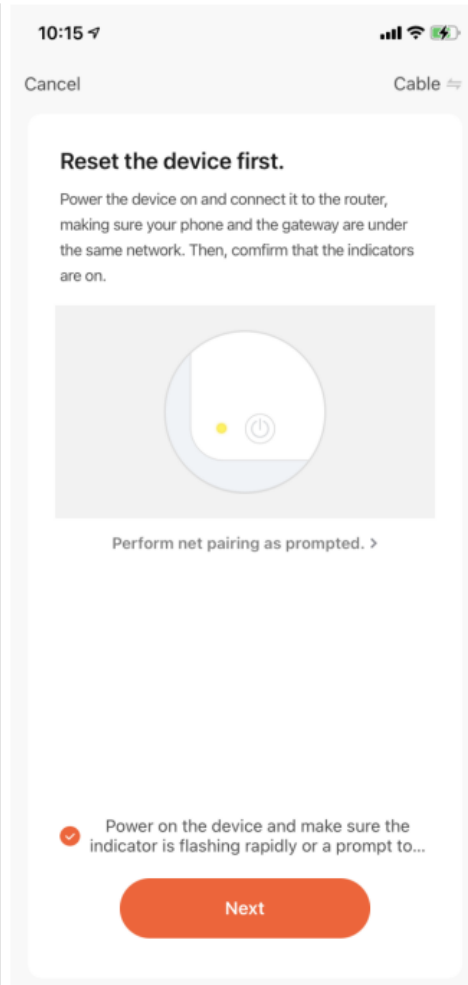 10:15
Cancel
Cable
Reset the device first.
Power the device on and connect it to the router,
making sure your phone and the gateway are under
the same network. Then, comfirm that the indicators
are on.
Perform net pairing as prompted. >
Power on the device and make sure the
indicator is flashing rapidly or a prompt to...
Next